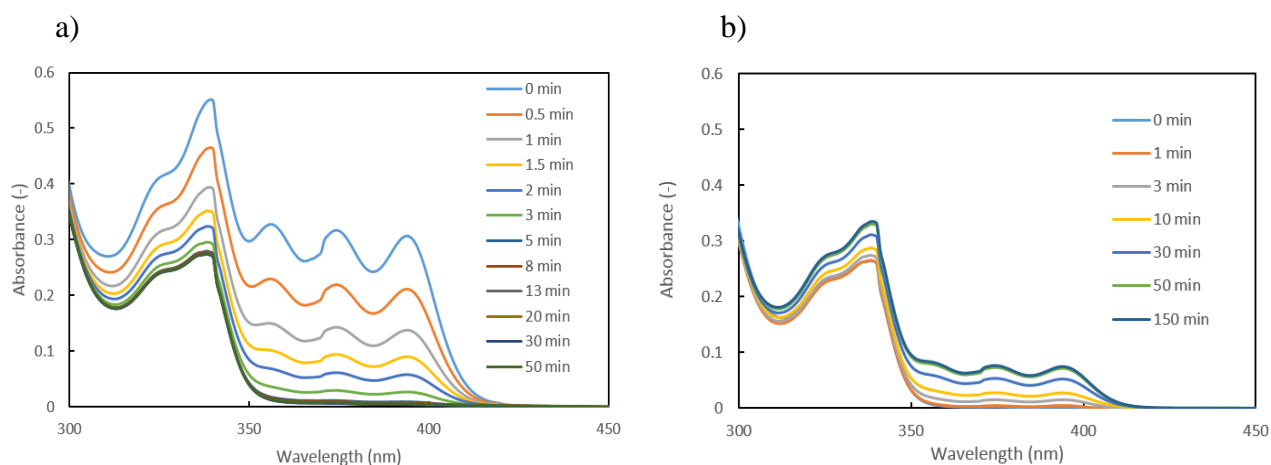 a)
0.6
0.5
0.4
0.3
0.2
0.1
0
Absorbance (-)
300
350
400
450
Wavelength (nm)
0 min
0.5 min
1 min
1.5 min
2 min
3 min
5 min
8 min
13 min
20 min
30 min
50 min
b)
0.6
0.5
0.4
0.3
0.2
0.1
0
Absorbance (-)
300
350
400
450
Wavelength (nm)
0 min
1 min
3 min
10 min
30 min
50 min
150 min